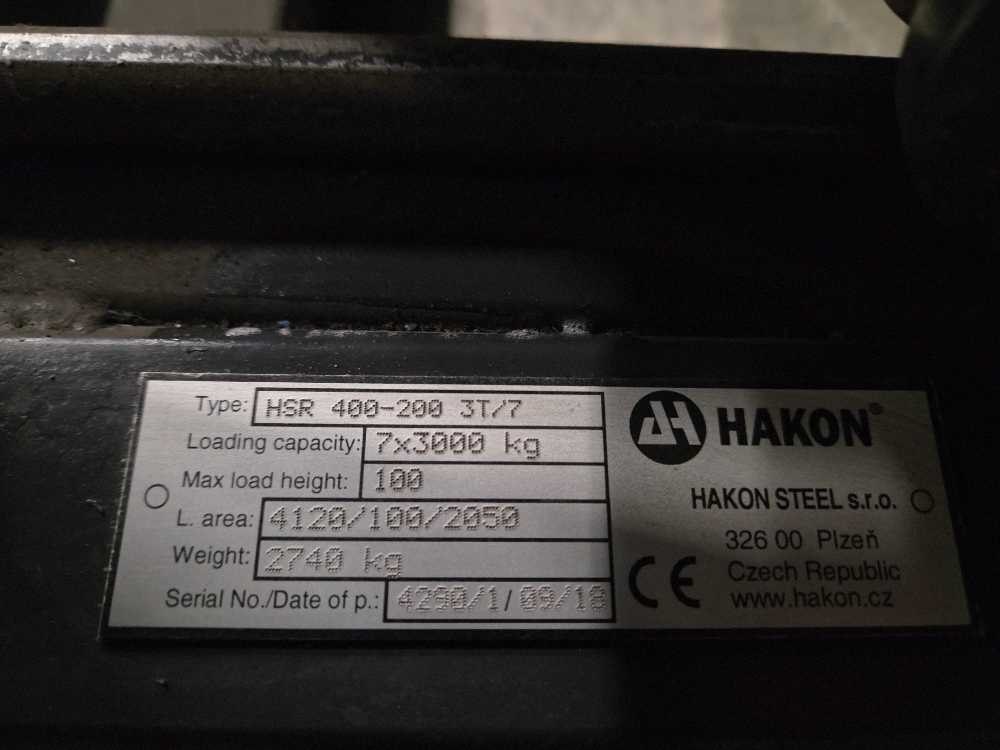 Type: HSR 400-200 3T/7
Loading capacity: 7x3000 kg
Max load height: 100
L. area: 4120/100/2050
Weight: 2740 kg
Serial No./Date of p.: 4290/1/ 09/18
HAKON®
HAKON STEEL s.r.o.
326 00 Plzeň
CE Czech Republic
www.hakon.cz